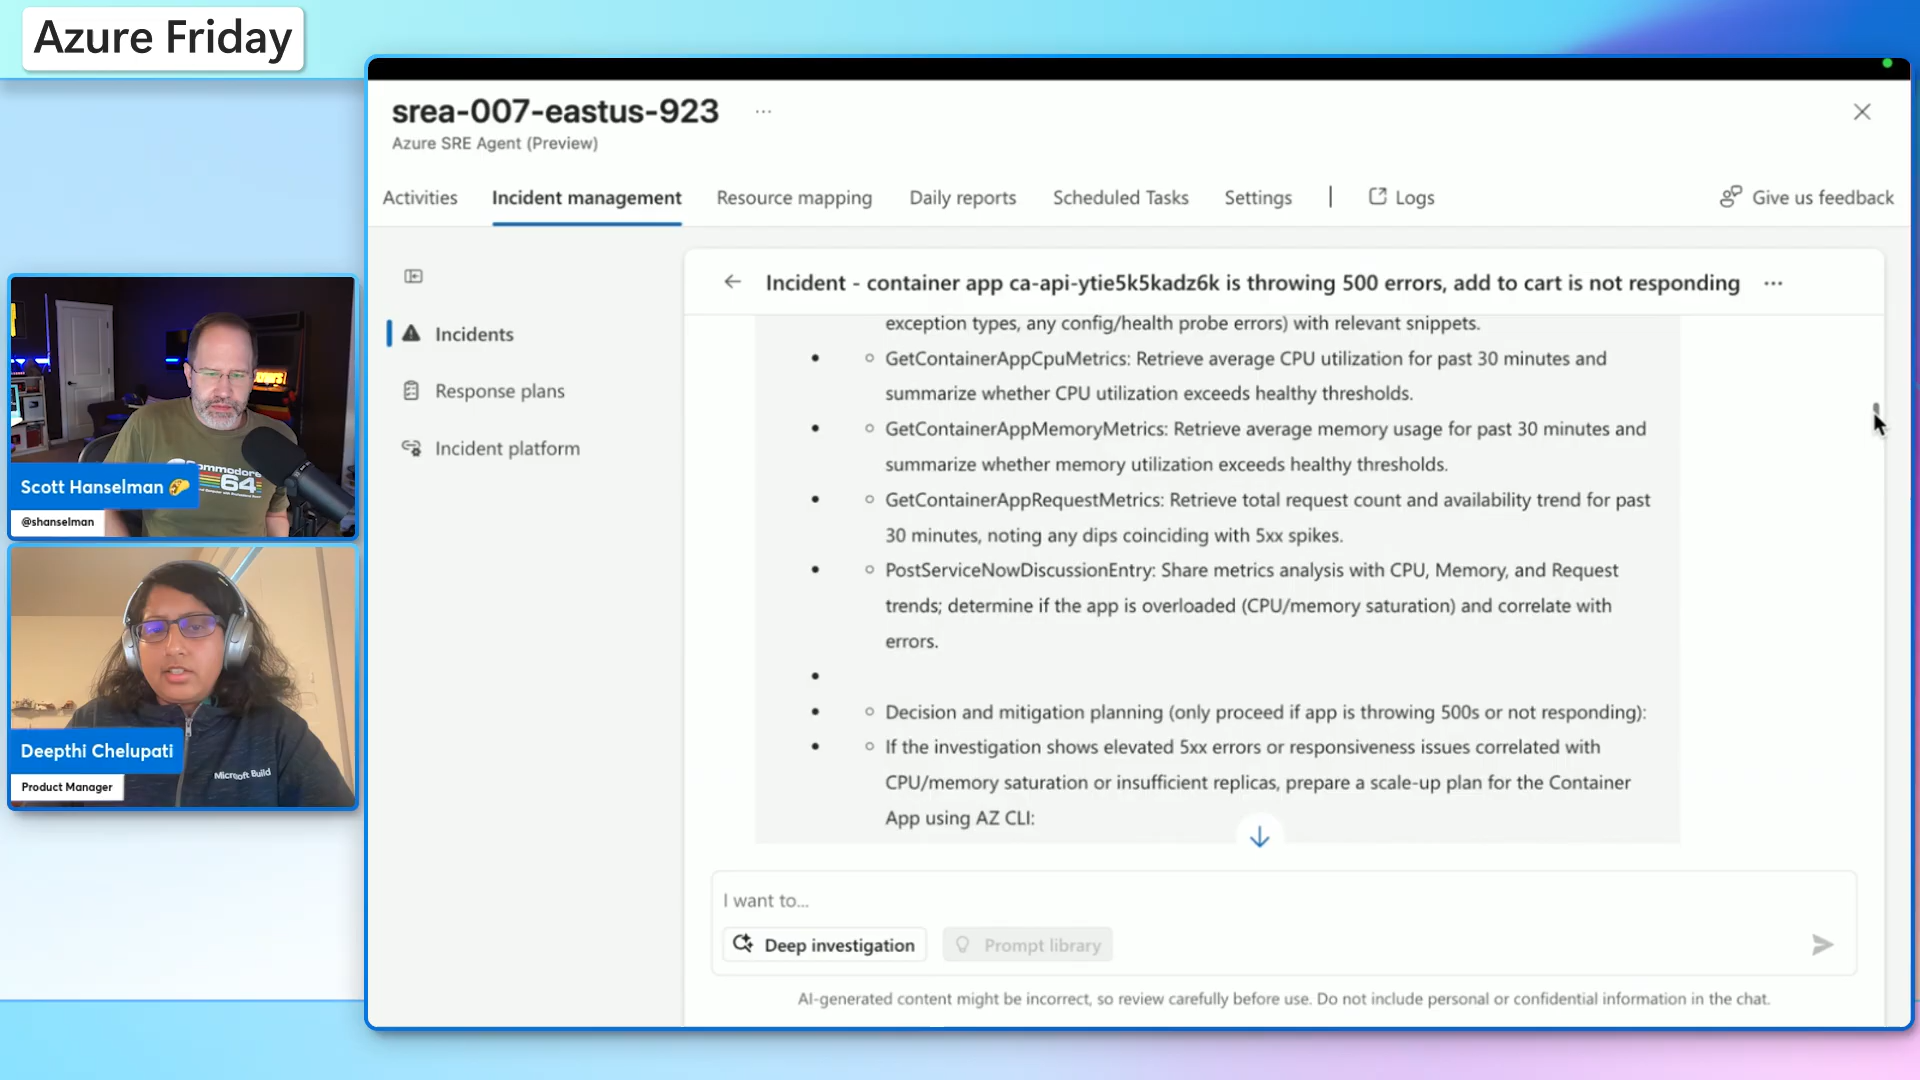 Azure Friday
srea-007-eastus-923
...
Azure SRE Agent (Preview)
Activities
Incident management
Resource mapping
Daily reports
Scheduled Tasks
Settings
Logs
Give us feedback
Incidents
Response plans
Incident platform
Incident - container app ca-api-ytie5k5kadz6k is throwing 500 errors, add to cart is not responding
...
exception types, any config/health probe errors) with relevant snippets.
GetContainerAppCpuMetrics: Retrieve average CPU utilization for past 30 minutes and
summarize whether CPU utilization exceeds healthy thresholds.
GetContainerAppMemoryMetrics: Retrieve average memory usage for past 30 minutes and
summarize whether memory utilization exceeds healthy thresholds.
GetContainerAppRequestMetrics: Retrieve total request count and availability trend for past
30 minutes, noting any dips coinciding with 5xx spikes.
PostServiceNowDiscussionEntry: Share metrics analysis with CPU, Memory, and Request
trends; determine if the app is overloaded (CPU/memory saturation) and correlate with
errors.
Decision and mitigation planning (only proceed if app is throwing 500s or not responding):
If the investigation shows elevated 5xx errors or responsiveness issues correlated with
CPU/memory saturation or insufficient replicas, prepare a scale-up plan for the Container
App using AZ CLI:
I want to...
Deep investigation
Prompt library
AI-generated content might be incorrect, so review carefully before use. Do not include personal or confidential information in the chat.
Commodore
64
Scott Hanselman
@shanselman
Microsoft Build
Deepthi Chelupati
Product Manager